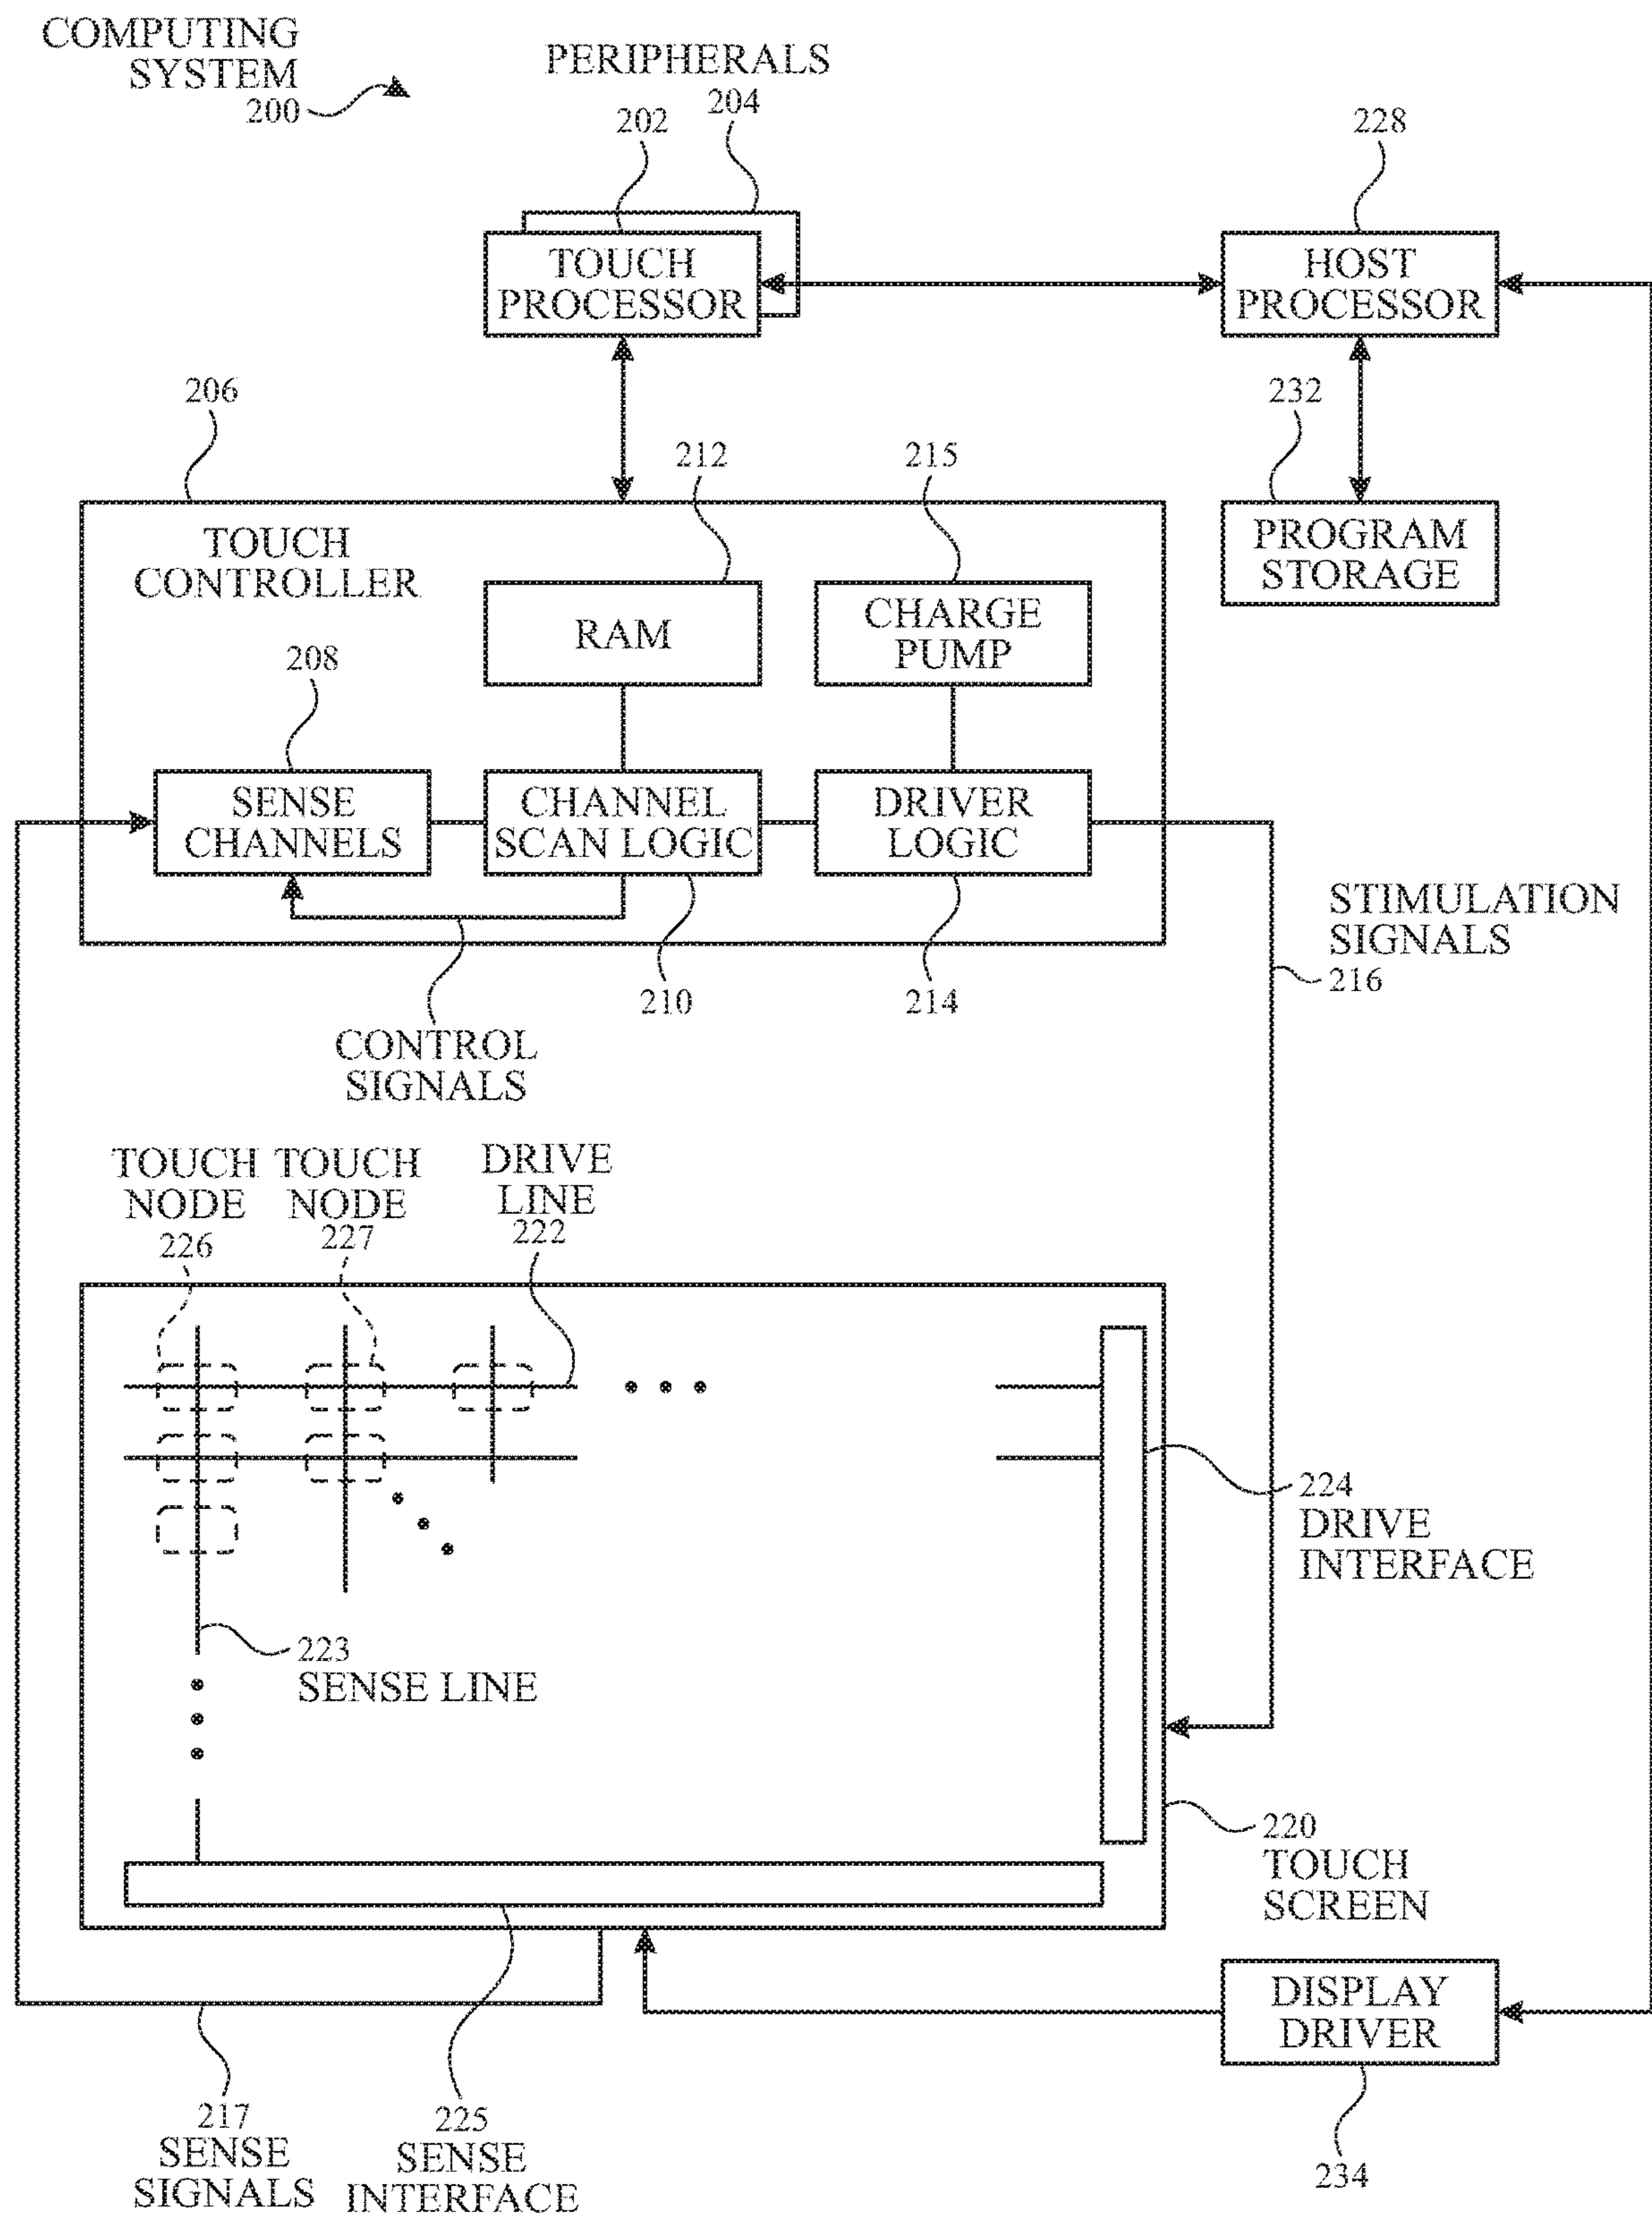 COMPUTING
SYSTEM
200
PERIPHERALS
204
202
228
TOUCH
PROCESSOR
HOST
PROCESSOR
206
212
215
232
TOUCH
CONTROLLER
RAM
CHARGE
PUMP
PROGRAM
STORAGE
208
SENSE
CHANNELS
CHANNEL
SCAN LOGIC
DRIVER
LOGIC
STIMULATION
SIGNALS
216
210
214
CONTROL
SIGNALS
TOUCH
NODE
226
TOUCH
NODE
227
DRIVE
LINE
222
224
DRIVE
INTERFACE
223
SENSE LINE
220
TOUCH
SCREEN
DISPLAY
DRIVER
234
217
SENSE
SIGNALS
225
SENSE
INTERFACE